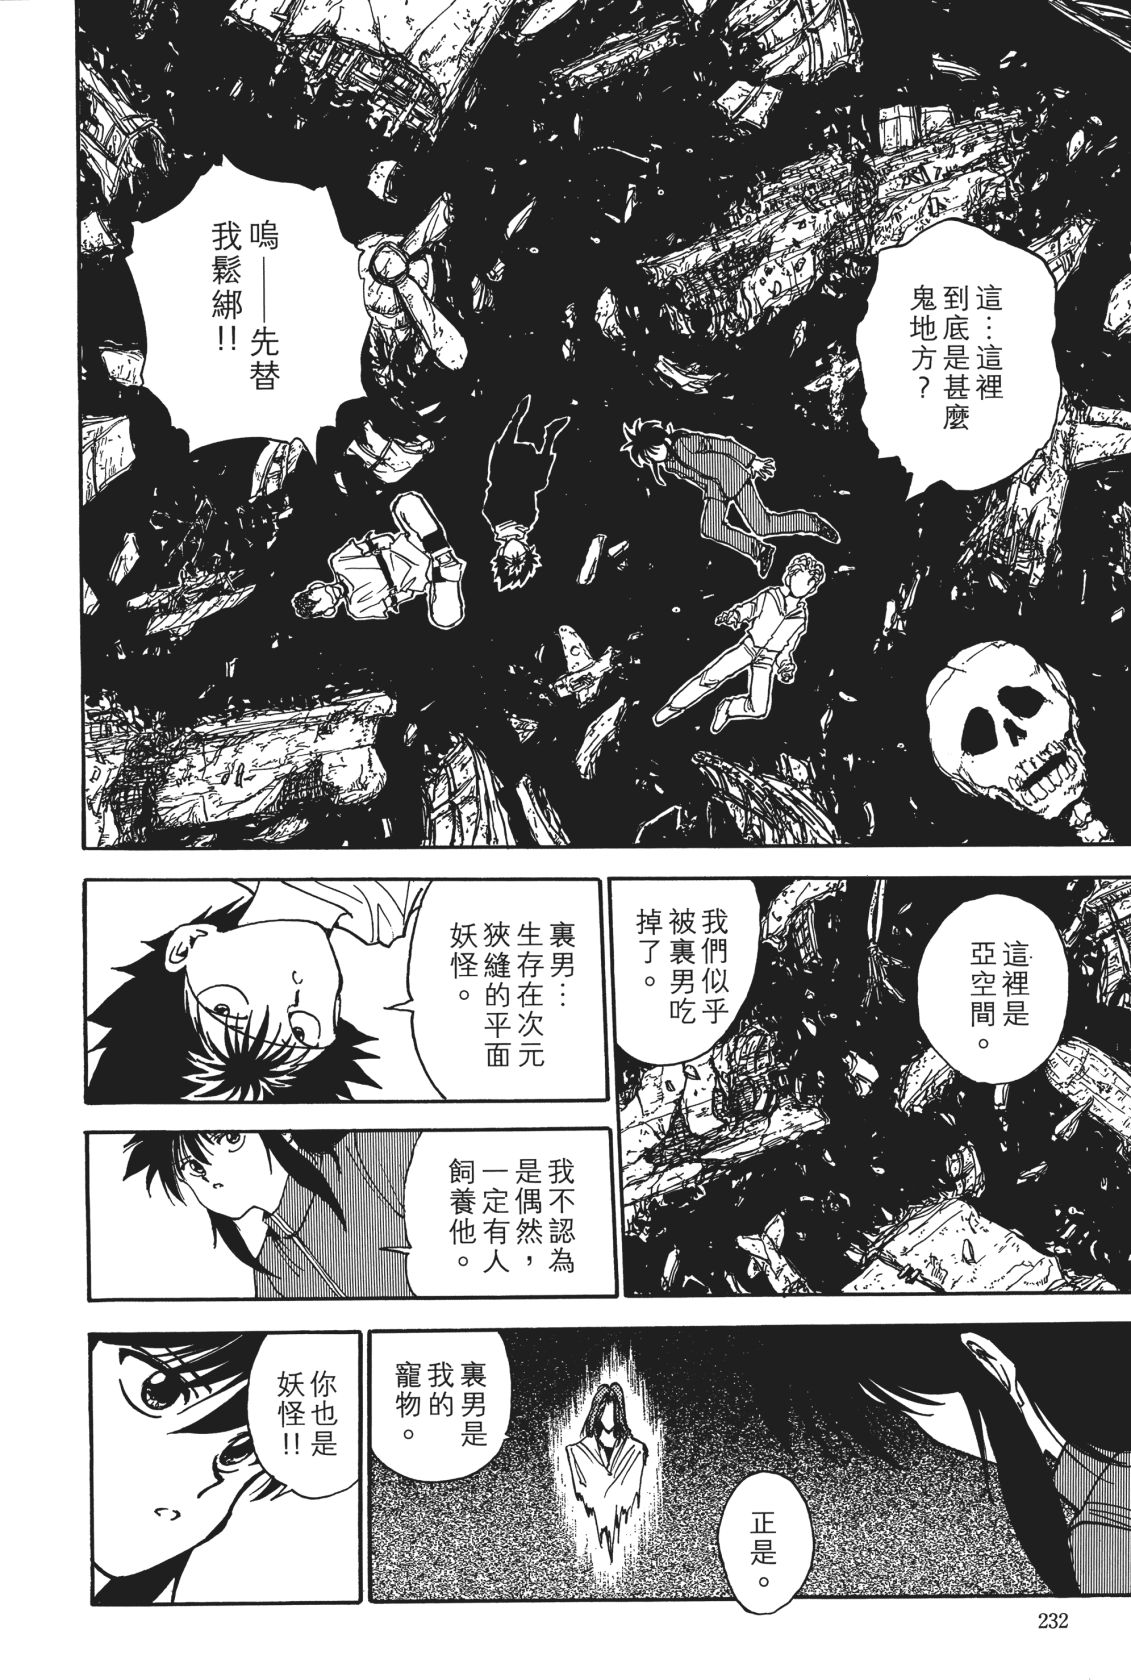 這…這裡
到底是甚麼
鬼地方？
嗚——先替
我鬆綁!!
這裡是
亞空間。
我們似乎
被裏男吃
掉了。
裏男…
生存在次元
狹縫的平面
妖怪。
我不認為
是偶然，
一定有人
飼養他。
正是。
裏男是
我的
寵物。
你也是
妖怪!!
232